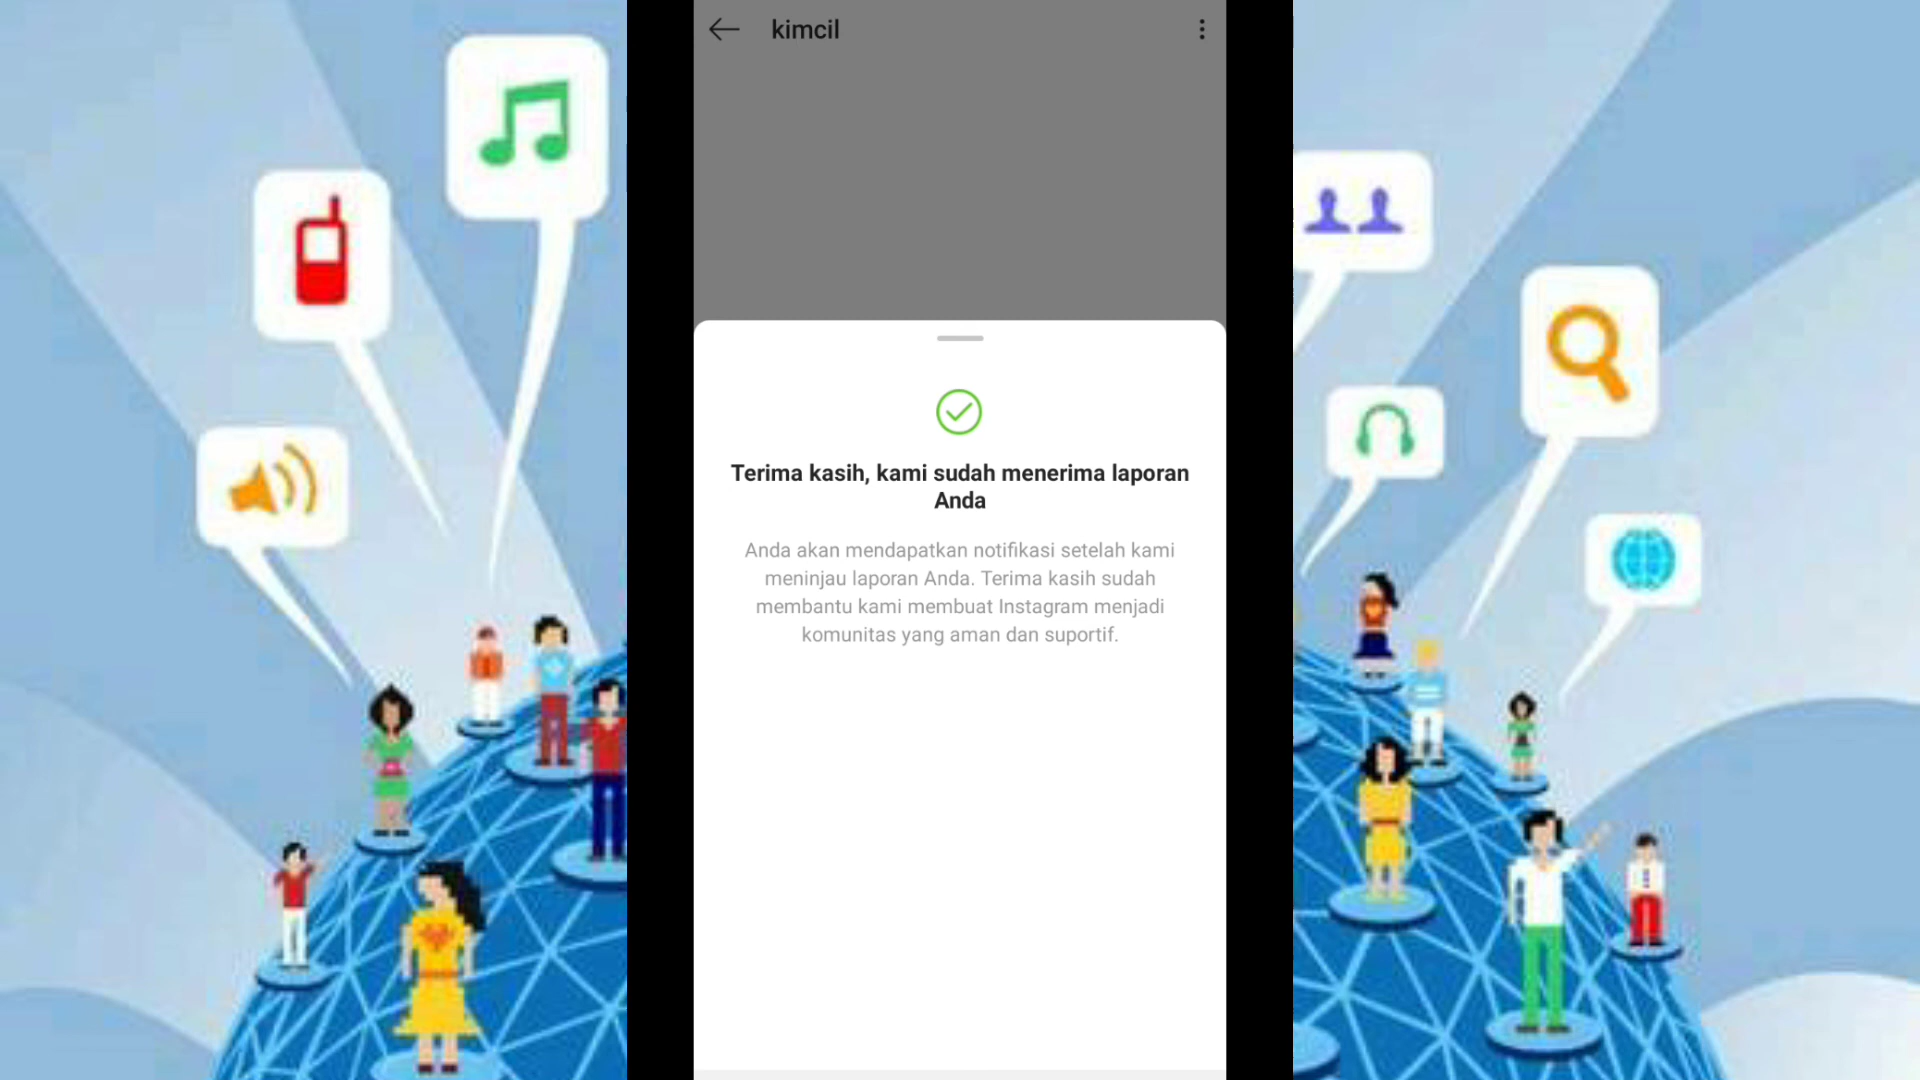 kimcil
Terima kasih, kami sudah menerima laporan
Anda
Anda akan mendapatkan notifikasi setelah kami
meninjau laporan Anda. Terima kasih sudah
membantu kami membuat Instagram menjadi
komunitas yang aman dan suportif.